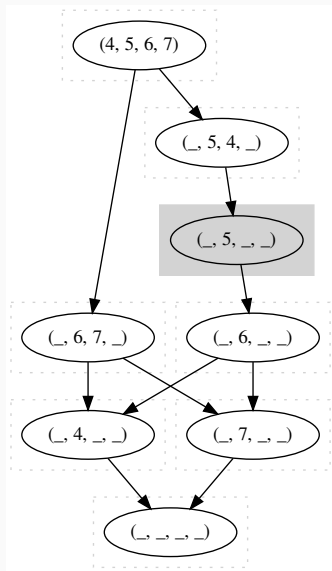 (4, 5, 6, 7)
(_, 5, 4, _)
(_, 5, _, _)
(_, 6, 7, _)
(_, 6, _, _)
(_, 4, _, _)
(_, 7, _, _)
(_, _, _, _)